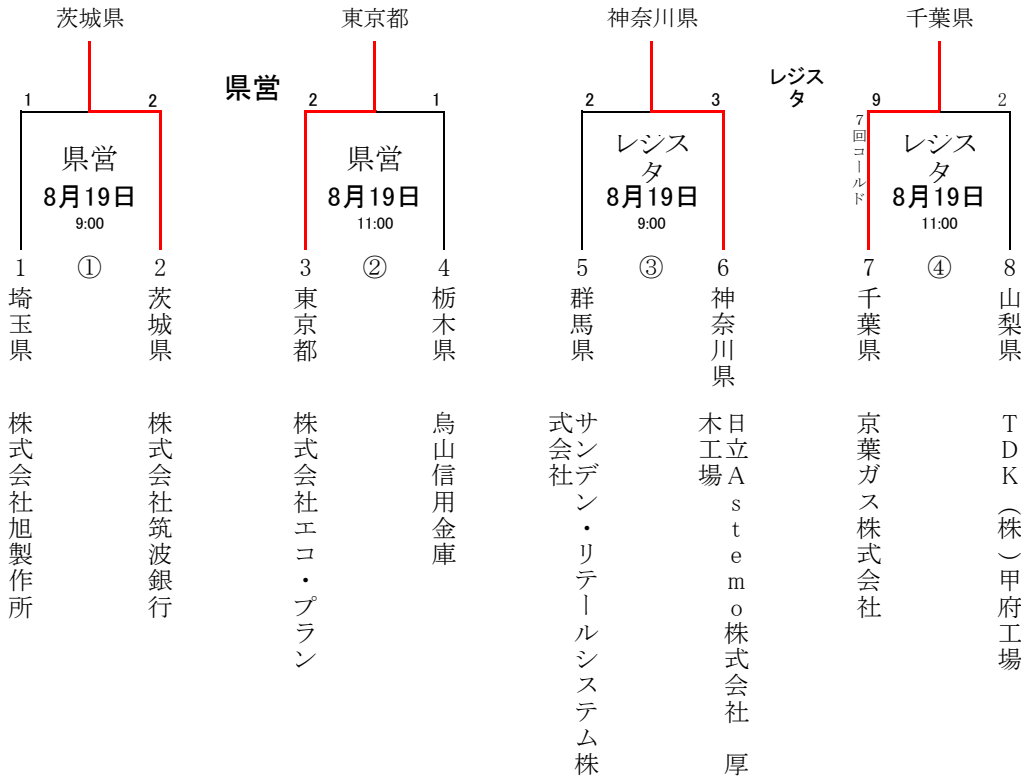 茨城県
東京都
神奈川県
千葉県
県営
レジス
タ
1
2
2
1
2
3
9
2
7回コールド
県営
8月19日
9:00
県営
8月19日
11:00
レジス
タ
8月19日
9:00
レジス
タ
8月19日
11:00
1
①
2
3
②
4
5
③
6
7
④
8
埼玉県
茨城県
東京都
栃木県
群馬県
神奈川県
千葉県
山梨県
株式会社旭製作所
株式会社筑波銀行
株式会社エコ・プラン
烏山信用金庫
サンデン・リテールシステム株
式会社
日立Astemo株式会社 厚
木工場
京葉ガス株式会社
TDK(株)甲府工場